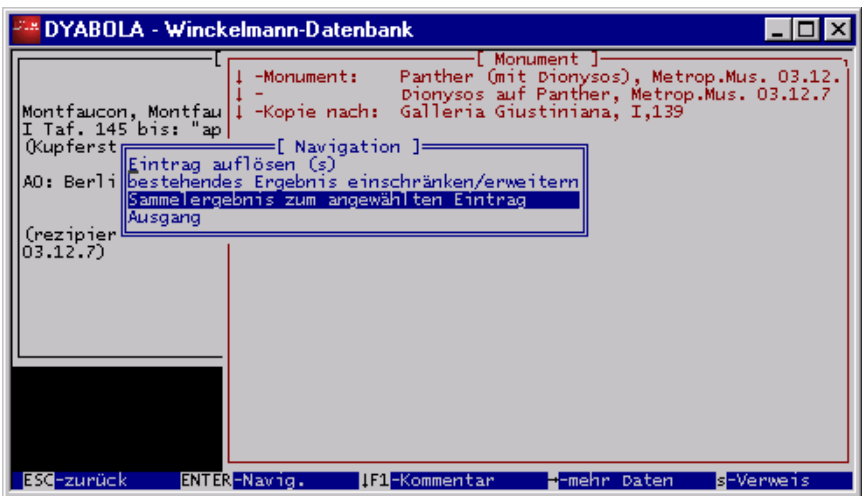 DYABOLA - Winckelmann-Datenbank
[ Monument ]
↓ -Monument: Panther (mit Dionysos), Metrop.Mus. 03.12.
↓ - Dionysos auf Panther, Metrop.Mus. 03.12.7
↓ -Kopie nach: Galleria Giustiniana, I,139
Montfaucon, Montfau
I Taf. 145 bis: "ap
(Kupferst
AO: Berli
(rezipier
03.12.7)
[ Navigation ]
Eintrag auflösen (s)
bestehendes Ergebnis einschränken/erweitern
Sammelergebnis zum angewählten Eintrag
Ausgang
ESC-zurück ENTER-Navig. ↓F1-Kommentar →-mehr Daten s-Verweis